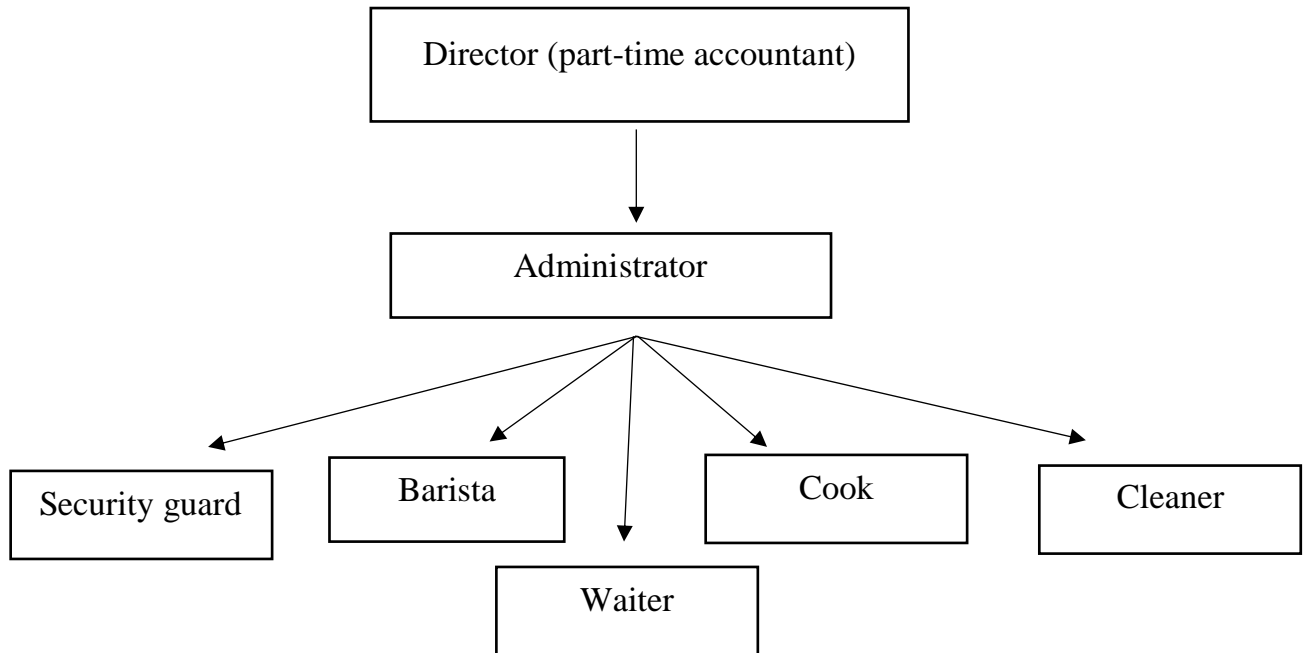 Director (part-time accountant)
Administrator
Security guard
Barista
Cook
Cleaner
Waiter